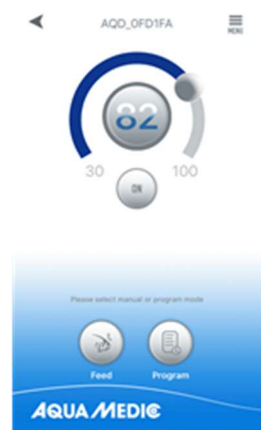 AQD_0FD1FA
MENU
82
30
100
ON
Please select manual or program mode
Feed
Program
AQUA MEDIC